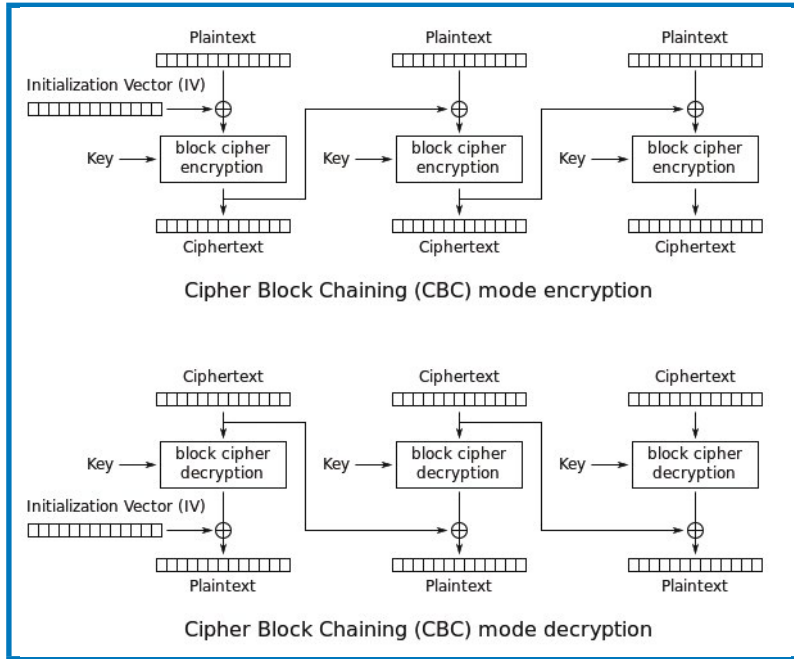 Plaintext Plaintext Plaintext
Initialization Vector (IV)
Key block cipher encryption Key block cipher encryption Key block cipher encryption
Ciphertext Ciphertext Ciphertext
Cipher Block Chaining (CBC) mode encryption
Ciphertext Ciphertext Ciphertext
Key block cipher decryption Key block cipher decryption Key block cipher decryption
Initialization Vector (IV)
Plaintext Plaintext Plaintext
Cipher Block Chaining (CBC) mode decryption